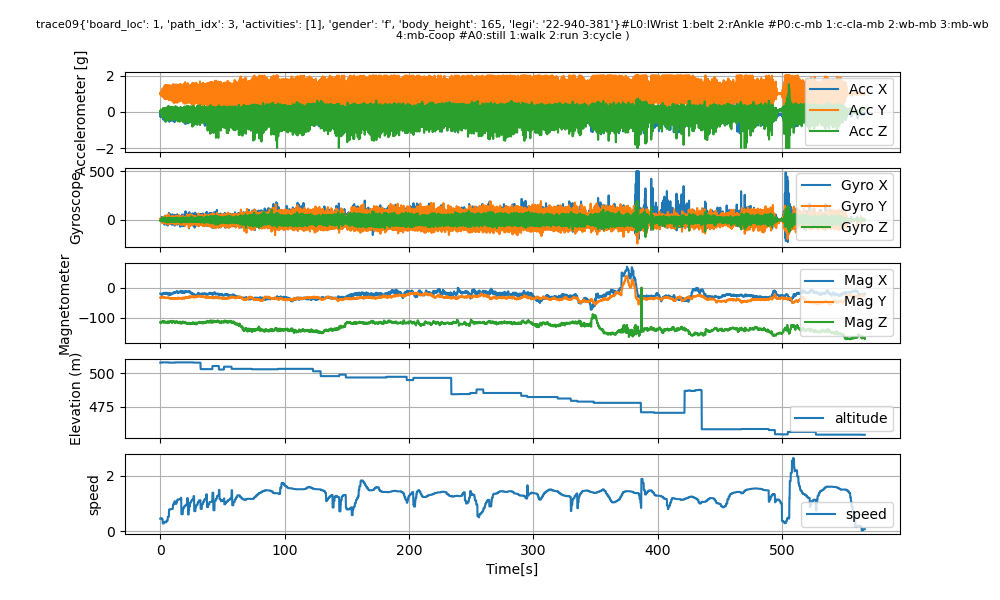 trace09{'board_loc': 1, 'path_idx': 3, 'activities': [1], 'gender': 'f', 'body_height': 165, 'legi': '22-940-381'}#L0:lWrist 1:belt 2:rAnkle #P0:c-mb 1:c-cla-mb 2:wb-mb 3:mb-wb
4:mb-coop #A0:still 1:walk 2:run 3:cycle )
Accelerometer [g]
2
0
−2
Acc X
Acc Y
Acc Z
Gyroscope
500
0
Gyro X
Gyro Y
Gyro Z
Magnetometer
0
−100
Mag X
Mag Y
Mag Z
Elevation (m)
500
475
altitude
speed
2
0
speed
0 100 200 300 400 500
Time[s]